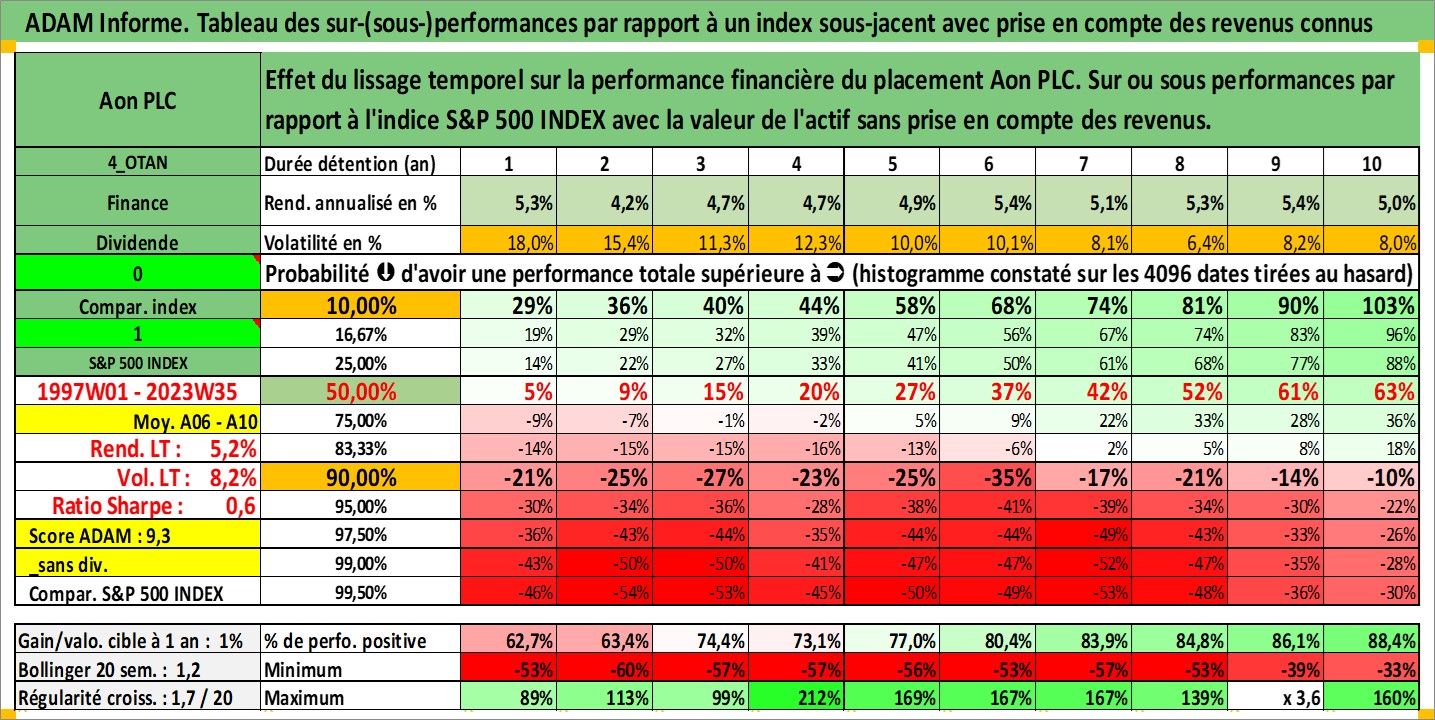 ADAM Informe. Tableau des sur-(sous-)performances par rapport à un index sous-jacent avec prise en compte des revenus connus
Aon PLC
Effet du lissage temporel sur la performance financière du placement Aon PLC. Sur ou sous performances par
rapport à l'indice S&P 500 INDEX avec la valeur de l'actif sans prise en compte des revenus.
4_OTAN Durée détention (an) 1 2 3 4 5 6 7 8 9 10
Finance Rend. annualisé en % 5,3% 4,2% 4,7% 4,7% 4,9% 5,4% 5,1% 5,3% 5,4% 5,0%
Dividende Volatilité en % 18,0% 15,4% 11,3% 12,3% 10,0% 10,1% 8,1% 6,4% 8,2% 8,0%
0 Probabilité ⮋ d'avoir une performance totale supérieure à ⮊ (histogramme constaté sur les 4096 dates tirées au hasard)
Compar. index 10,00% 29% 36% 40% 44% 58% 68% 74% 81% 90% 103%
1 16,67% 19% 29% 32% 39% 47% 56% 67% 74% 83% 96%
S&P 500 INDEX 25,00% 14% 22% 27% 33% 41% 50% 61% 68% 77% 88%
1997W01 - 2023W35 50,00% 5% 9% 15% 20% 27% 37% 42% 52% 61% 63%
Moy. A06 - A10 75,00% -9% -7% -1% -2% 5% 9% 22% 33% 28% 36%
Rend. LT : 5,2% 83,33% -14% -15% -15% -16% -13% -6% 2% 5% 8% 18%
Vol. LT : 8,2% 90,00% -21% -25% -27% -23% -25% -35% -17% -21% -14% -10%
Ratio Sharpe : 0,6 95,00% -30% -34% -36% -28% -38% -41% -39% -34% -30% -22%
Score ADAM : 9,3 97,50% -36% -43% -44% -35% -44% -44% -49% -43% -33% -26%
_sans div. 99,00% -43% -50% -50% -41% -47% -47% -52% -47% -35% -28%
Compar. S&P 500 INDEX 99,50% -46% -54% -53% -45% -50% -49% -53% -48% -36% -30%
Gain/valo. cible à 1 an : 1% % de perfo. positive 62,7% 63,4% 74,4% 73,1% 77,0% 80,4% 83,9% 84,8% 86,1% 88,4%
Bollinger 20 sem. : 1,2 Minimum -53% -60% -57% -57% -56% -53% -57% -53% -39% -33%
Régularité croiss. : 1,7 / 20 Maximum 89% 113% 99% 212% 169% 167% 167% 139% x 3,6 160%